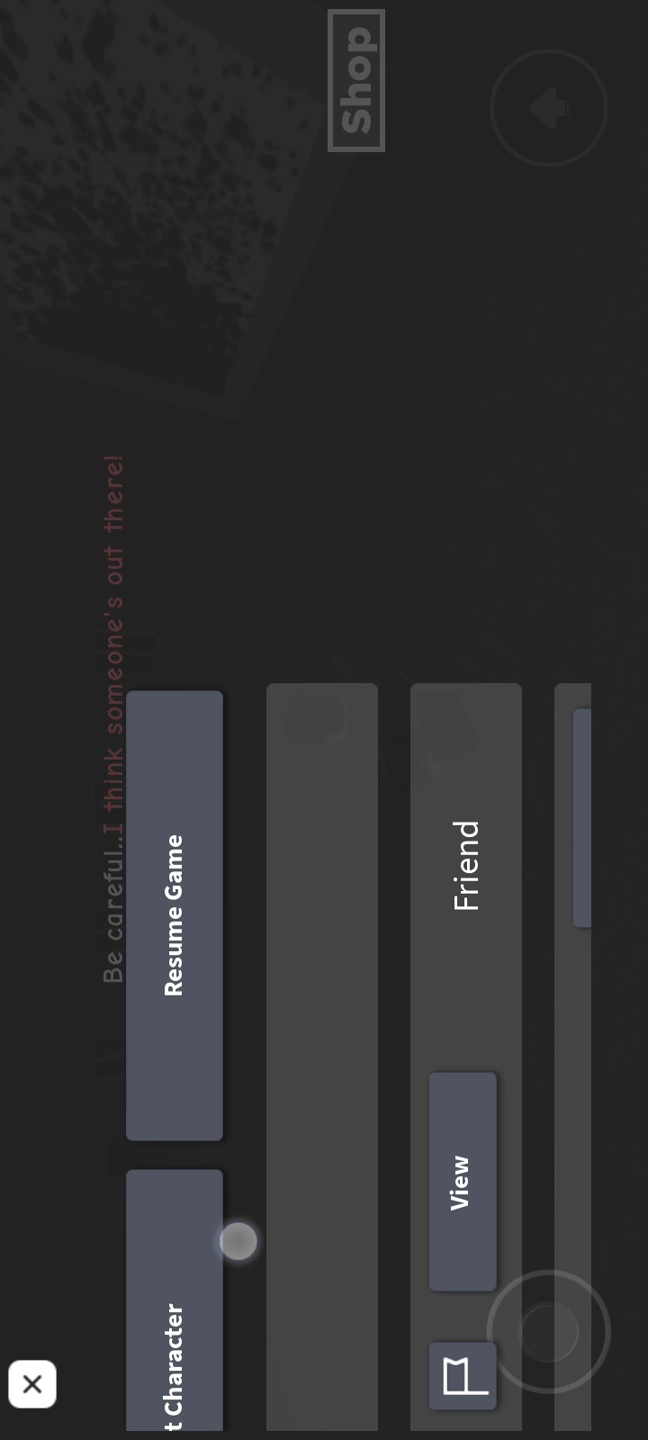 Shop
Be careful..I think someone's out there!
Resume Game
t Character
Friend
View